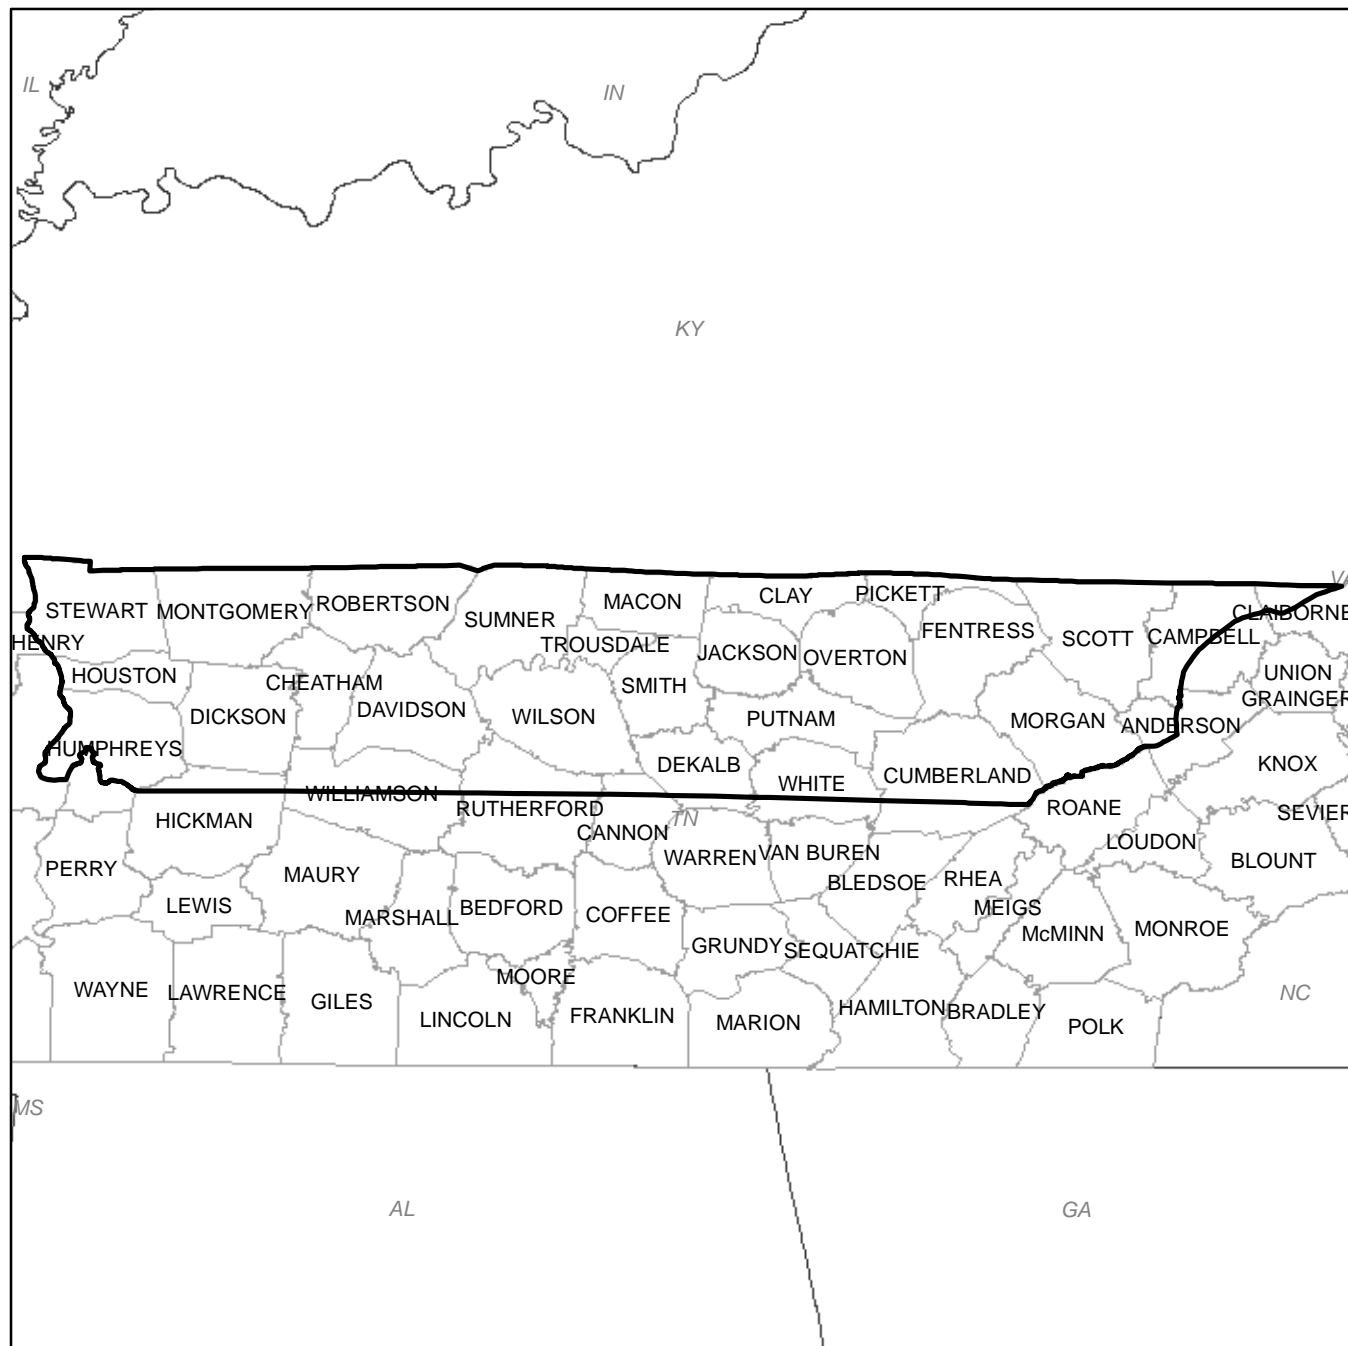 IL
IN
KY
VA
STEWART
MONTGOMERY
ROBERTSON
SUMNER
MACON
CLAY
PICKETT
FENTRESS
SCOTT
CAMPBELL
CLAIBORNE
HENRY
HOUSTON
CHEATHAM
TROUSDALE
JACKSON
OVERTON
UNION
GRAINGER
DICKSON
DAVIDSON
WILSON
SMITH
PUTNAM
MORGAN
ANDERSON
HUMPHREYS
DEKALB
WHITE
CUMBERLAND
KNOX
WILLIAMSON
RUTHERFORD
ROANE
SEVIER
HICKMAN
CANNON
TN
WARREN
VAN BUREN
LOUDON
BLOUNT
PERRY
MAURY
BLEDSOE
RHEA
LEWIS
MARSHALL
BEDFORD
COFFEE
MEIGS
McMINN
MONROE
GRUNDY
SEQUATCHIE
WAYNE
LAWRENCE
GILES
MOORE
LINCOLN
FRANKLIN
MARION
HAMILTON
BRADLEY
POLK
NC
MS
AL
GA